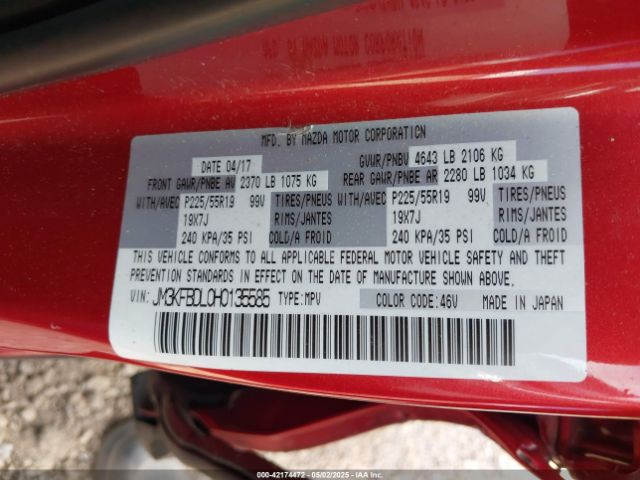 MFD. BY MAZDA MOTOR CORPORATION
DATE 04/17 GVWR/PNBV 4643 LB 2106 KG
FRONT GAWR/PNBE AV 2370 LB 1075 KG REAR GAWR/PNBE AR 2280 LB 1034 KG
WITH/AVEC P225/55R19 99V TIRES/PNEUS WITH/AVEC P225/55R19 99V TIRES/PNEUS
19X7J RIMS/JANTES 19X7J RIMS/JANTES
240 KPA/35 PSI COLD/A FROID 240 KPA/35 PSI COLD/A FROID
THIS VEHICLE CONFORMS TO ALL APPLICABLE FEDERAL MOTOR VEHICLE SAFETY AND THEFT
PREVENTION STANDARDS IN EFFECT ON THE DATE OF MANUFACTURE SHOWN ABOVE.
VIN: JM3KFBDL0H0135585 TYPE:MPV COLOR CODE:46V MADE IN JAPAN
000-42174472 - 05/02/2025 - IAAI.COM